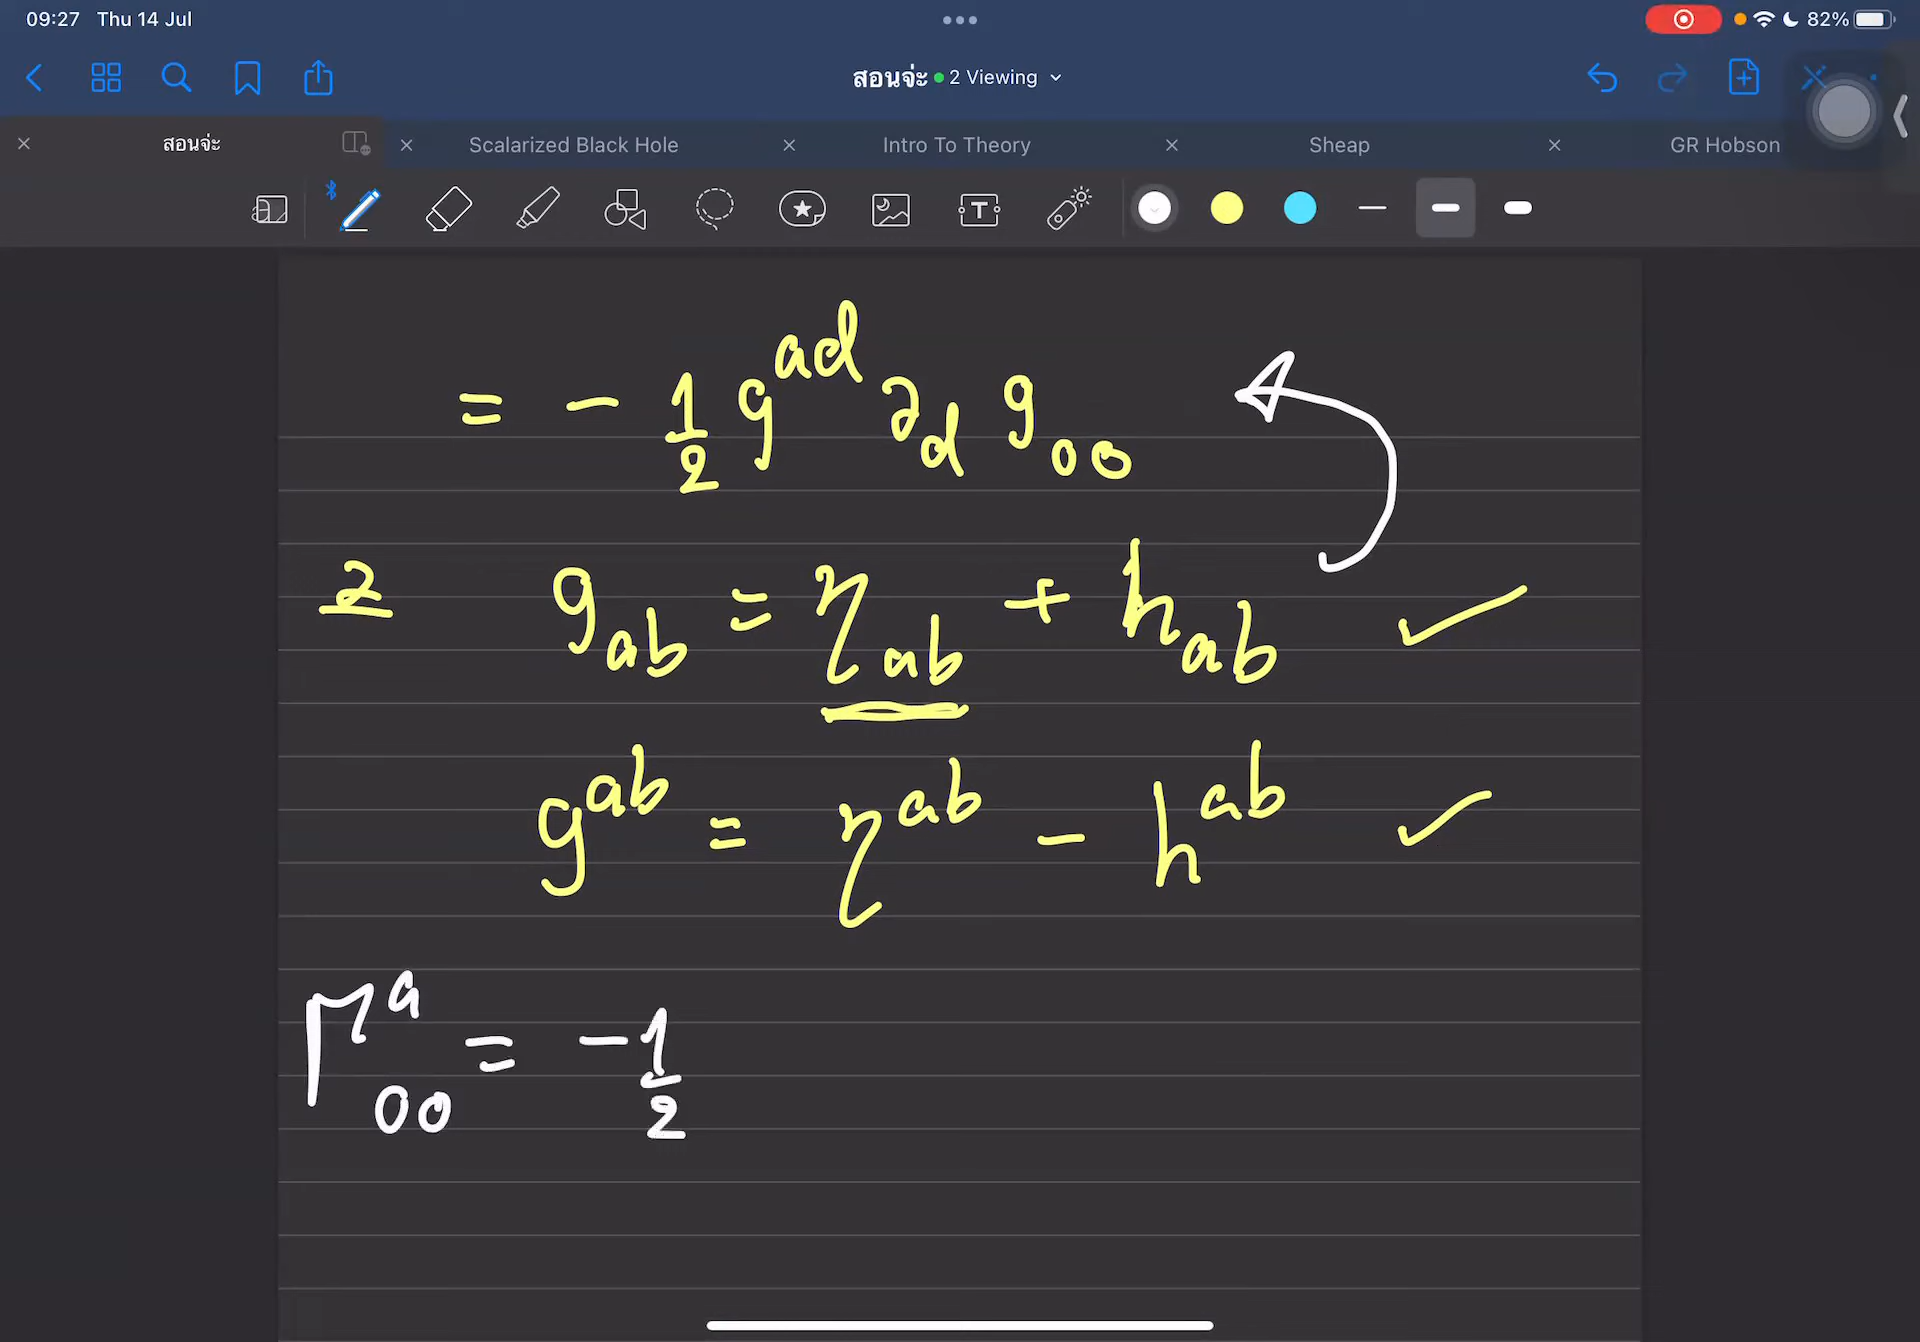 09:27 Thu 14 Jul 82%
สอนจ่ะ 2 Viewing
สอนจ่ะ Scalarized Black Hole Intro To Theory Sheap GR Hobson
T
= - 1/2 g^{ad} ∂_d g_{00}
2 g_{ab} = η_{ab} + h_{ab} ✓
g^{ab} = η^{ab} - h^{ab} ✓
Γ^a_{00} = - 1/2